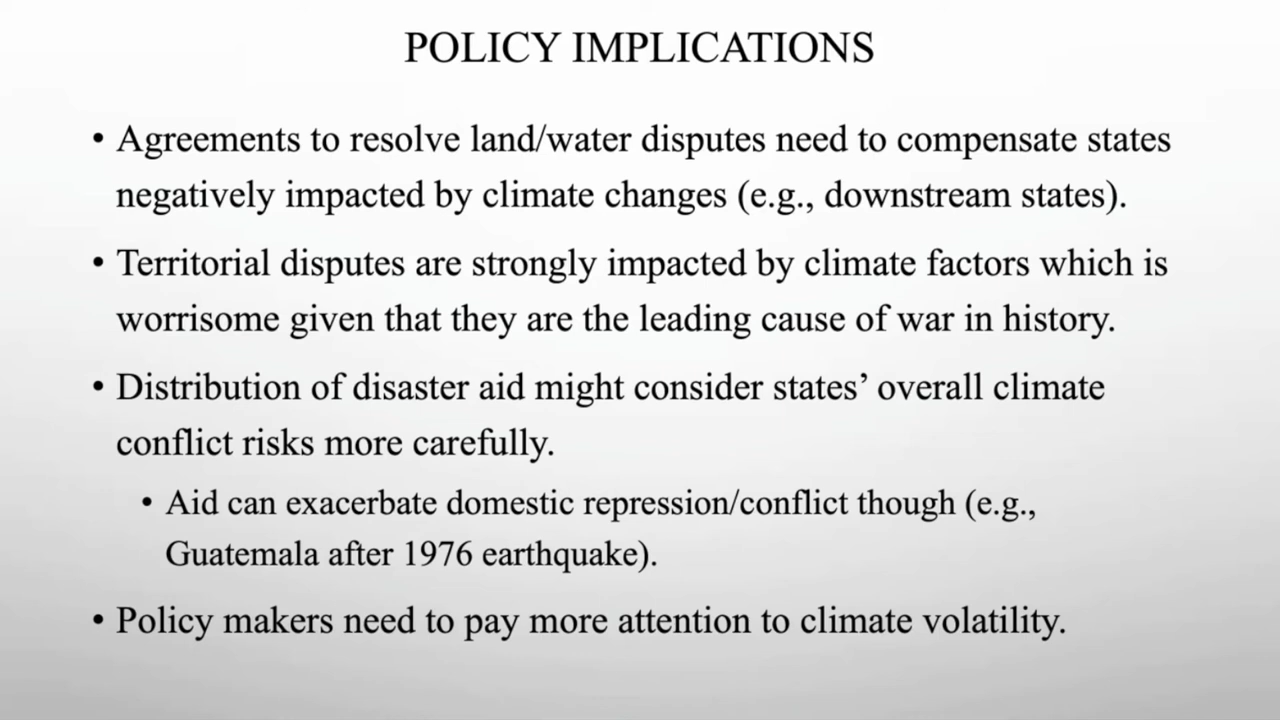 POLICY IMPLICATIONS
• Agreements to resolve land/water disputes need to compensate states
negatively impacted by climate changes (e.g., downstream states).
• Territorial disputes are strongly impacted by climate factors which is
worrisome given that they are the leading cause of war in history.
• Distribution of disaster aid might consider states’ overall climate
conflict risks more carefully.
• Aid can exacerbate domestic repression/conflict though (e.g.,
Guatemala after 1976 earthquake).
• Policy makers need to pay more attention to climate volatility.